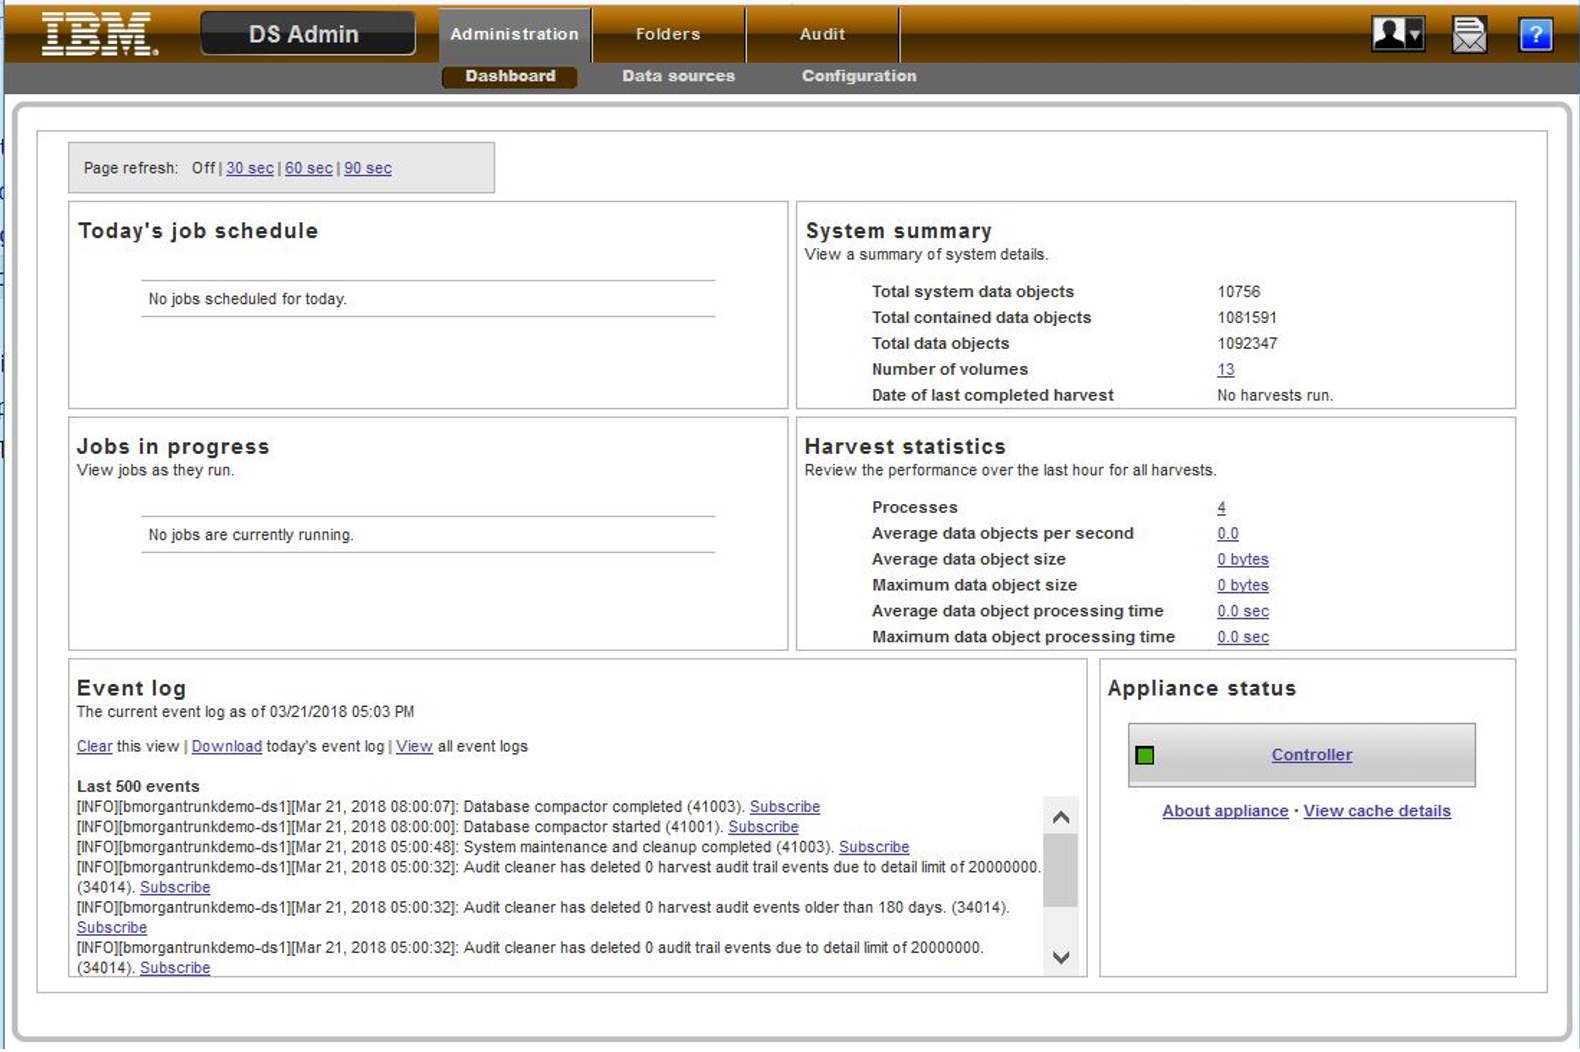 IBM.
DS Admin
Administration
Folders
Audit
?
Dashboard
Data sources
Configuration
Page refresh: Off | 30 sec | 60 sec | 90 sec
Today's job schedule
No jobs scheduled for today.
System summary
View a summary of system details.
Total system data objects 10756
Total contained data objects 1081591
Total data objects 1092347
Number of volumes 13
Date of last completed harvest No harvests run.
Jobs in progress
View jobs as they run.
No jobs are currently running.
Harvest statistics
Review the performance over the last hour for all harvests.
Processes 4
Average data objects per second 0.0
Average data object size 0 bytes
Maximum data object size 0 bytes
Average data object processing time 0.0 sec
Maximum data object processing time 0.0 sec
Event log
The current event log as of 03/21/2018 05:03 PM
Clear this view | Download today's event log | View all event logs
Last 500 events
[INFO][bmorgantrunkdemo-ds1][Mar 21, 2018 08:00:07]: Database compactor completed (41003). Subscribe
[INFO][bmorgantrunkdemo-ds1][Mar 21, 2018 08:00:00]: Database compactor started (41001). Subscribe
[INFO][bmorgantrunkdemo-ds1][Mar 21, 2018 05:00:48]: System maintenance and cleanup completed (41003). Subscribe
[INFO][bmorgantrunkdemo-ds1][Mar 21, 2018 05:00:32]: Audit cleaner has deleted 0 harvest audit trail events due to detail limit of 20000000.
(34014). Subscribe
[INFO][bmorgantrunkdemo-ds1][Mar 21, 2018 05:00:32]: Audit cleaner has deleted 0 harvest audit events older than 180 days. (34014).
Subscribe
[INFO][bmorgantrunkdemo-ds1][Mar 21, 2018 05:00:32]: Audit cleaner has deleted 0 audit trail events due to detail limit of 20000000.
(34014). Subscribe
Appliance status
Controller
About appliance · View cache details